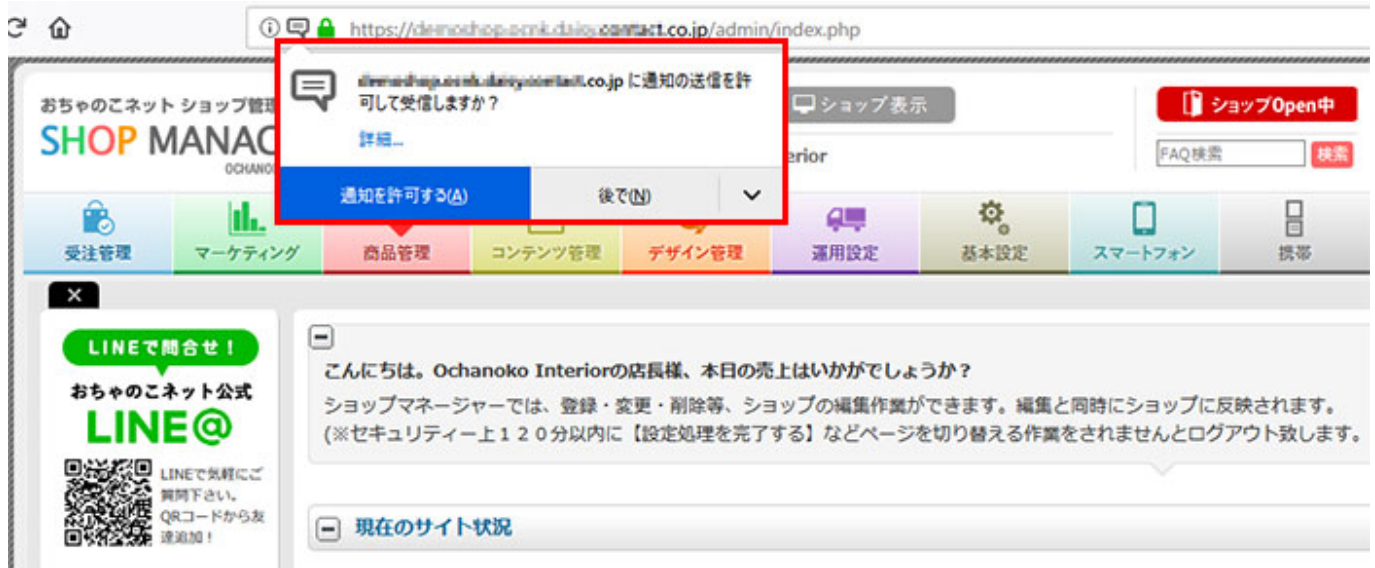 https://demoshop.ocnk.daisy.contact.co.jp/admin/index.php
.co.jp に通知の送信を許
可して受信しますか？
詳細...
通知を許可する(A)
後で(N)
おちゃのこネット ショップ管理
SHOP MANAG
OCHANO
ショップ表示
erior
ショップOpen中
FAQ検索
検索
受注管理
マーケティング
商品管理
コンテンツ管理
デザイン管理
運用設定
基本設定
スマートフォン
携帯
×
LINEで問合せ！
おちゃのこネット公式
LINE@
LINEで気軽にご
質問下さい。
QRコードから友
達追加！
こんにちは。Ochanoko Interiorの店長様、本日の売上はいかがでしょうか？
ショップマネージャーでは、登録・変更・削除等、ショップの編集作業ができます。編集と同時にショップに反映されます。
(※セキュリティー上１２０分以内に【設定処理を完了する】などページを切り替える作業をされませんとログアウト致します。
現在のサイト状況